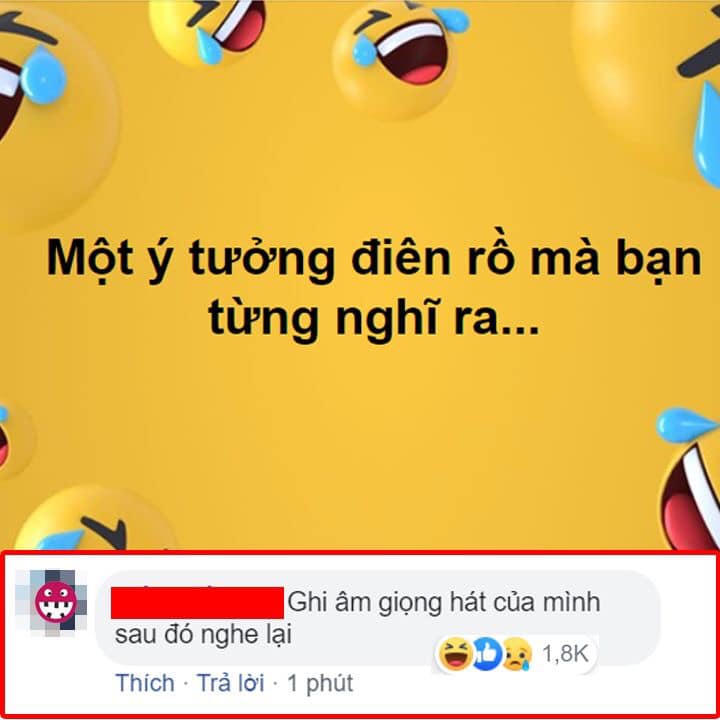 Một ý tưởng điên rồ mà bạn
từng nghĩ ra...
Ghi âm giọng hát của mình
sau đó nghe lại
1,8K
Thích · Trả lời · 1 phút